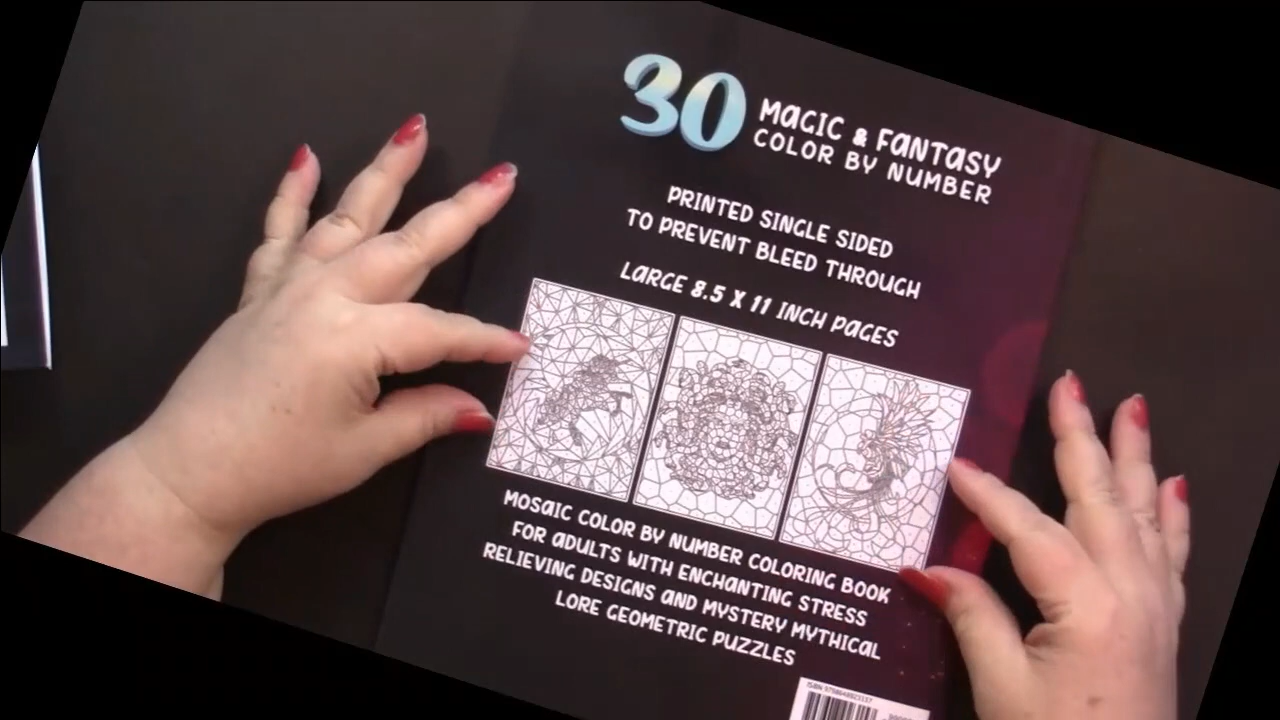 30 MAGIC & FANTASY
COLOR BY NUMBER
PRINTED SINGLE SIDED
TO PREVENT BLEED THROUGH
LARGE 8.5 X 11 INCH PAGES
MOSAIC COLOR BY NUMBER COLORING BOOK
FOR ADULTS WITH ENCHANTING STRESS
RELIEVING DESIGNS AND MYSTERY MYTHICAL
LORE GEOMETRIC PUZZLES